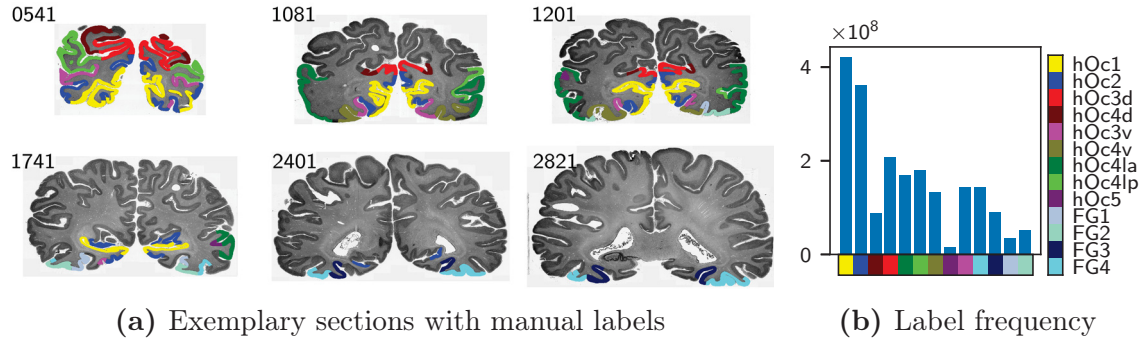 0541
1081
1201
1741
2401
2821
×10⁸
4
2
0
hOc1
hOc2
hOc3d
hOc4d
hOc3v
hOc4v
hOc4la
hOc4lp
hOc5
FG1
FG2
FG3
FG4
(a) Exemplary sections with manual labels
(b) Label frequency